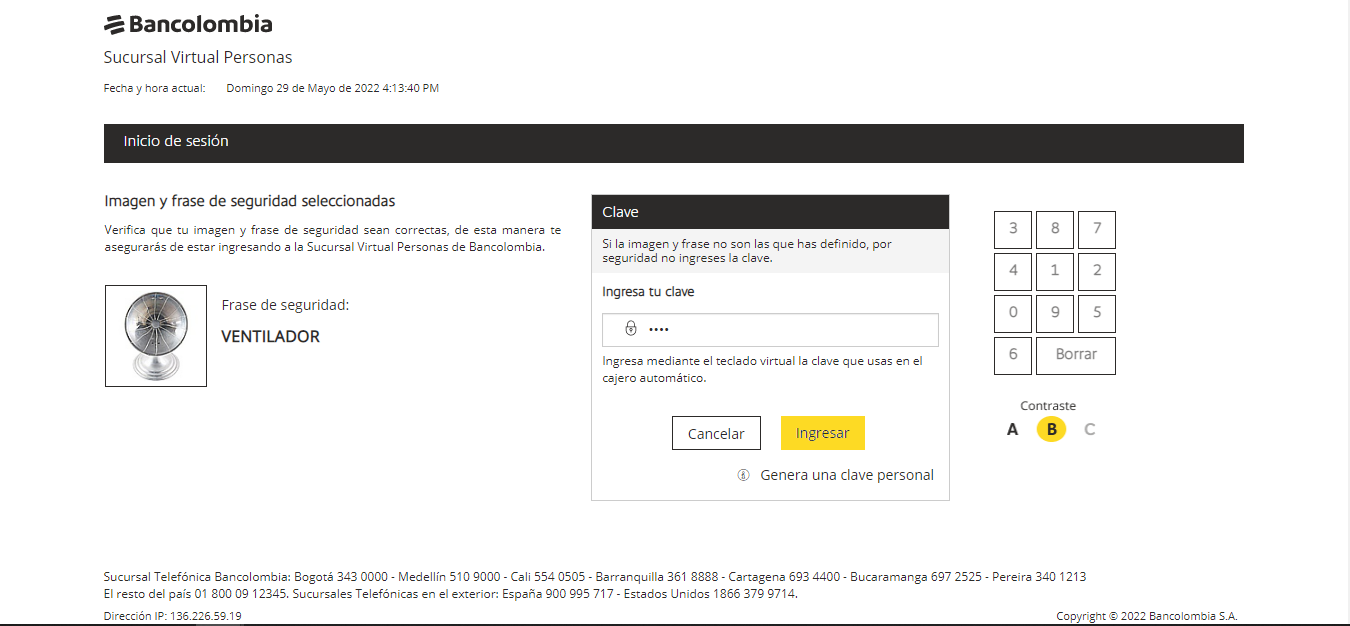 Bancolombia
Sucursal Virtual Personas
Fecha y hora actual: Domingo 29 de Mayo de 2022 4:13:40 PM
Inicio de sesión
Imagen y frase de seguridad seleccionadas
Verifica que tu imagen y frase de seguridad sean correctas, de esta manera te
asegurarás de estar ingresando a la Sucursal Virtual Personas de Bancolombia.
Frase de seguridad:
VENTILADOR
Clave
Si la imagen y frase no son las que has definido, por
seguridad no ingreses la clave.
Ingresa tu clave
••••
Ingresa mediante el teclado virtual la clave que usas en el
cajero automático.
Cancelar Ingresar
Genera una clave personal
3 8 7
4 1 2
0 9 5
6 Borrar
Contraste
A B C
Sucursal Telefónica Bancolombia: Bogotá 343 0000 - Medellín 510 9000 - Cali 554 0505 - Barranquilla 361 8888 - Cartagena 693 4400 - Bucaramanga 697 2525 - Pereira 340 1213
El resto del país 01 800 09 12345. Sucursales Telefónicas en el exterior: España 900 995 717 - Estados Unidos 1866 379 9714.
Dirección IP: 136.226.59.19
Copyright © 2022 Bancolombia S.A.